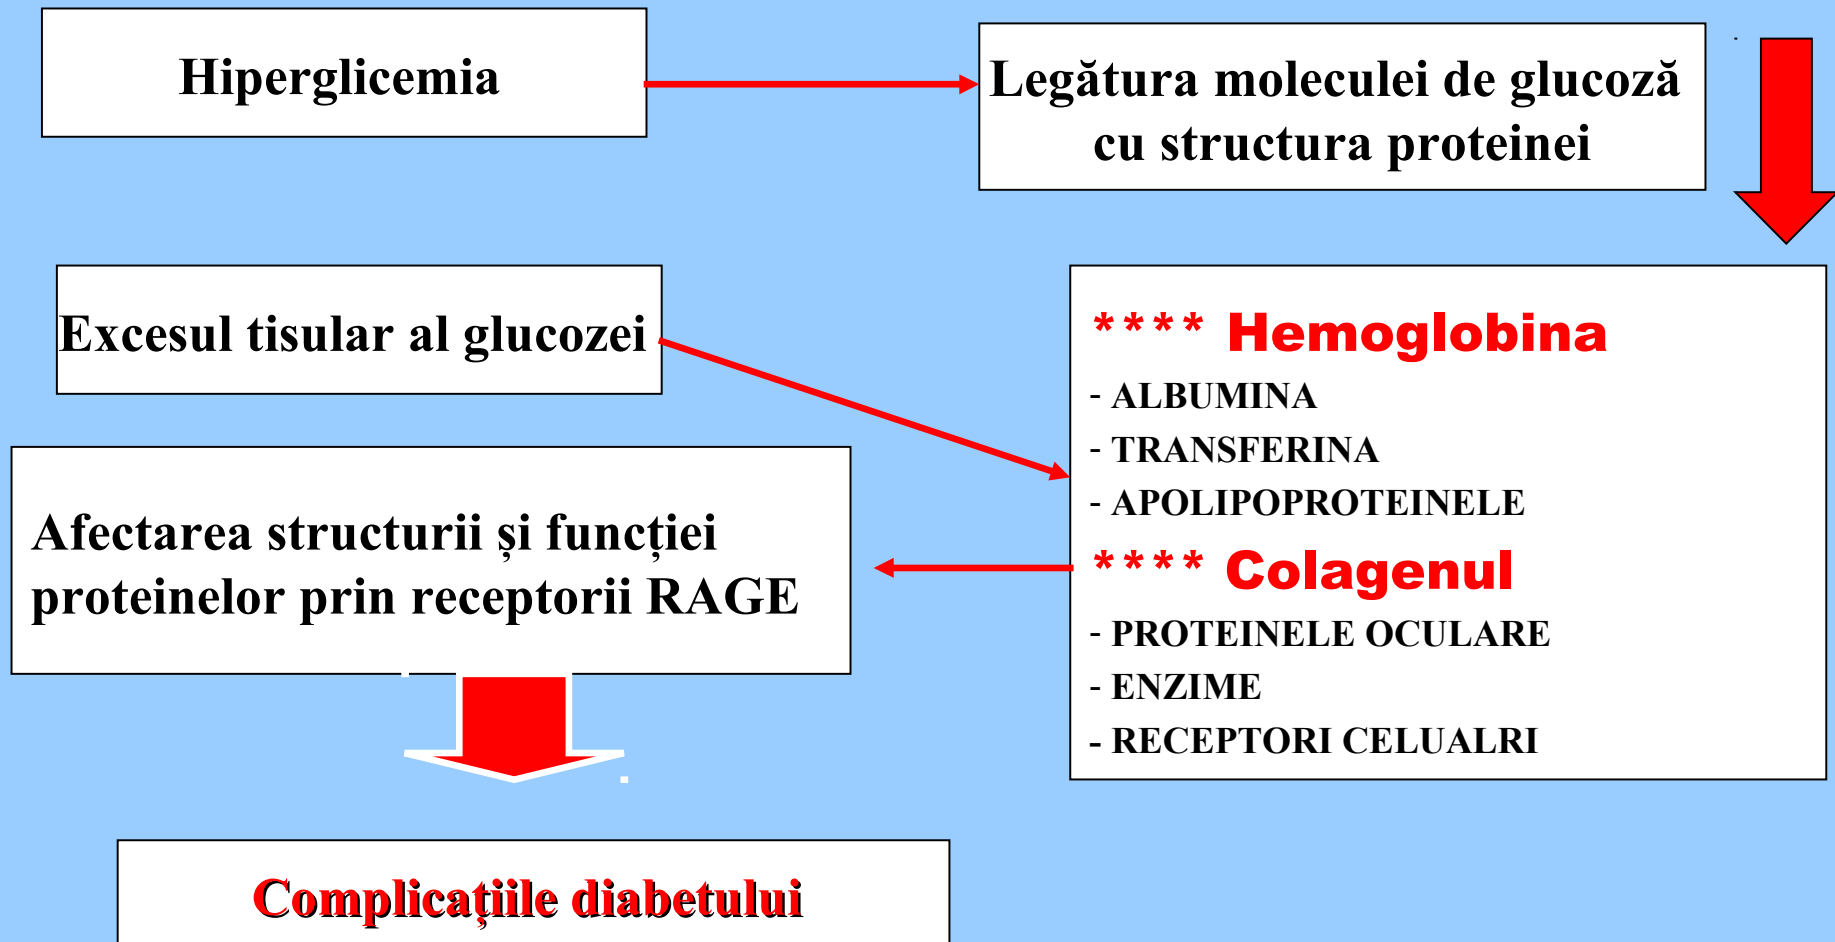 Hiperglicemia
Legătura moleculei de glucoză
cu structura proteinei
Excesul tisular al glucozei
**** Hemoglobina
- ALBUMINA
- TRANSFERINA
- APOLIPOPROTEINELE
**** Colagenul
- PROTEINELE OCULARE
- ENZIME
- RECEPTORI CELUALRI
Afectarea structurii și funcției
proteinelor prin receptorii RAGE
Complicațiile diabetului